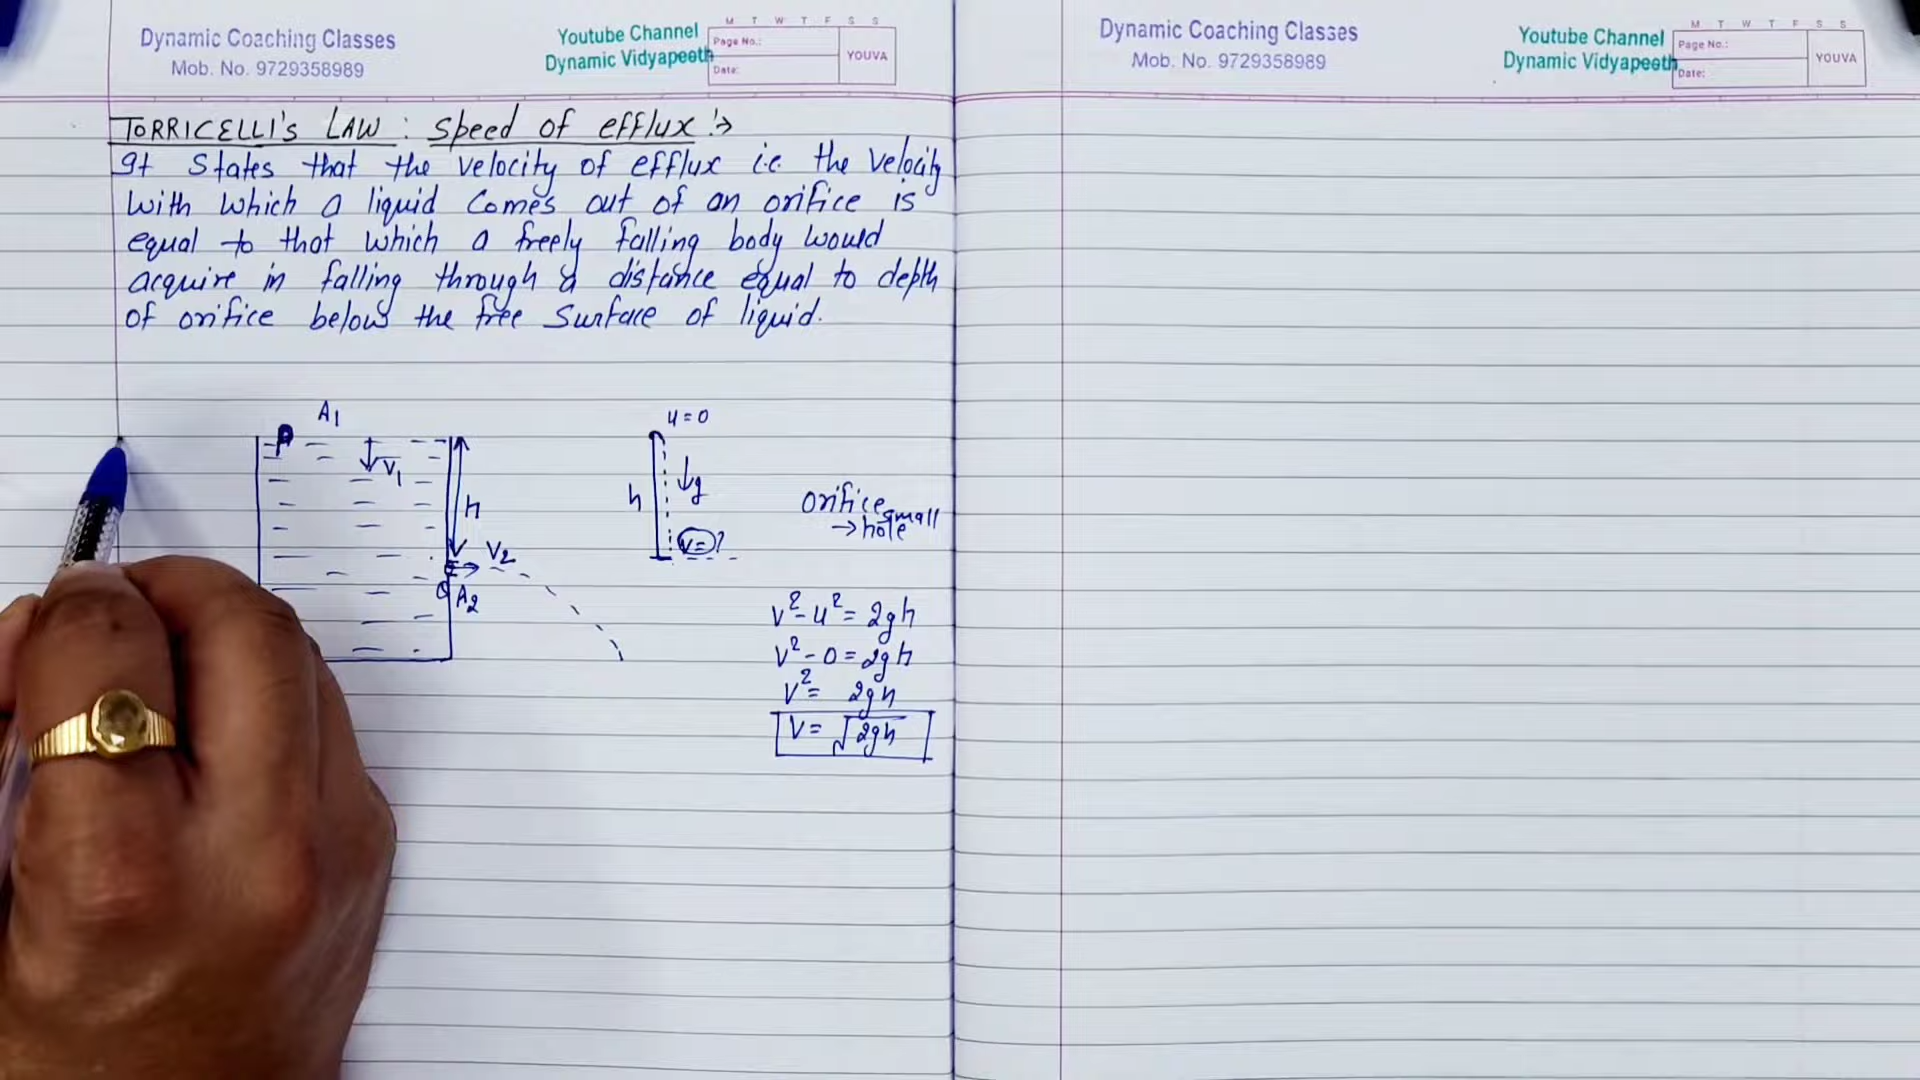 Dynamic Coaching Classes
Mob. No. 9729358989
Youtube Channel
Dynamic Vidyapeeth
M T W T F S S
Page No.:
Date:
YOUVA
TORRICELLI's LAW : Speed of efflux :→
It States that the velocity of efflux i.e. the velocity
with which a liquid Comes out of an orifice is
equal to that which a freely falling body would
acquire in falling through a distance equal to depth
of orifice below the free Surface of liquid.
A1
P
V1
h
V2
A2
u = 0
h
↓g
V=?
Orifice
→ small hole
V² - u² = 2gh
V² - 0 = 2gh
V² = 2gh
V = √2gh
Dynamic Coaching Classes
Mob. No. 9729358989
Youtube Channel
Dynamic Vidyapeeth
M T W T F S S
Page No.:
Date:
YOUVA